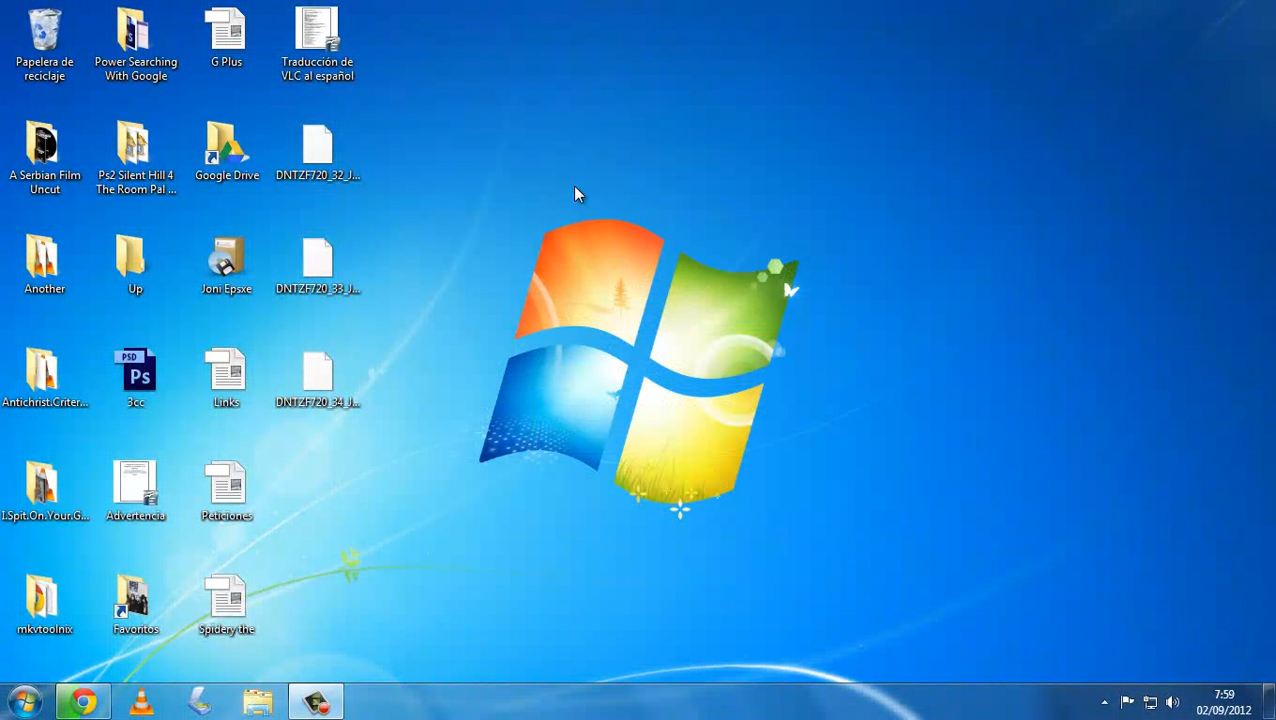 Papelera de
reciclaje
Power Searching
With Google
G Plus
Traducción de
VLC al español
A Serbian Film
Uncut
Ps2 Silent Hill 4
The Room Pal ...
Google Drive
DNTZF720_32_J...
Another
Up
Joni Epsxe
DNTZF720_33_J...
Antichrist.Criter...
PSD
Ps
3cc
Links
DNTZF720_34_J...
I.Spit.On.Your.G...
Advertencia
Peticiones
mkvtoolnix
Favoritos
Spidery the
7:59
02/09/2012